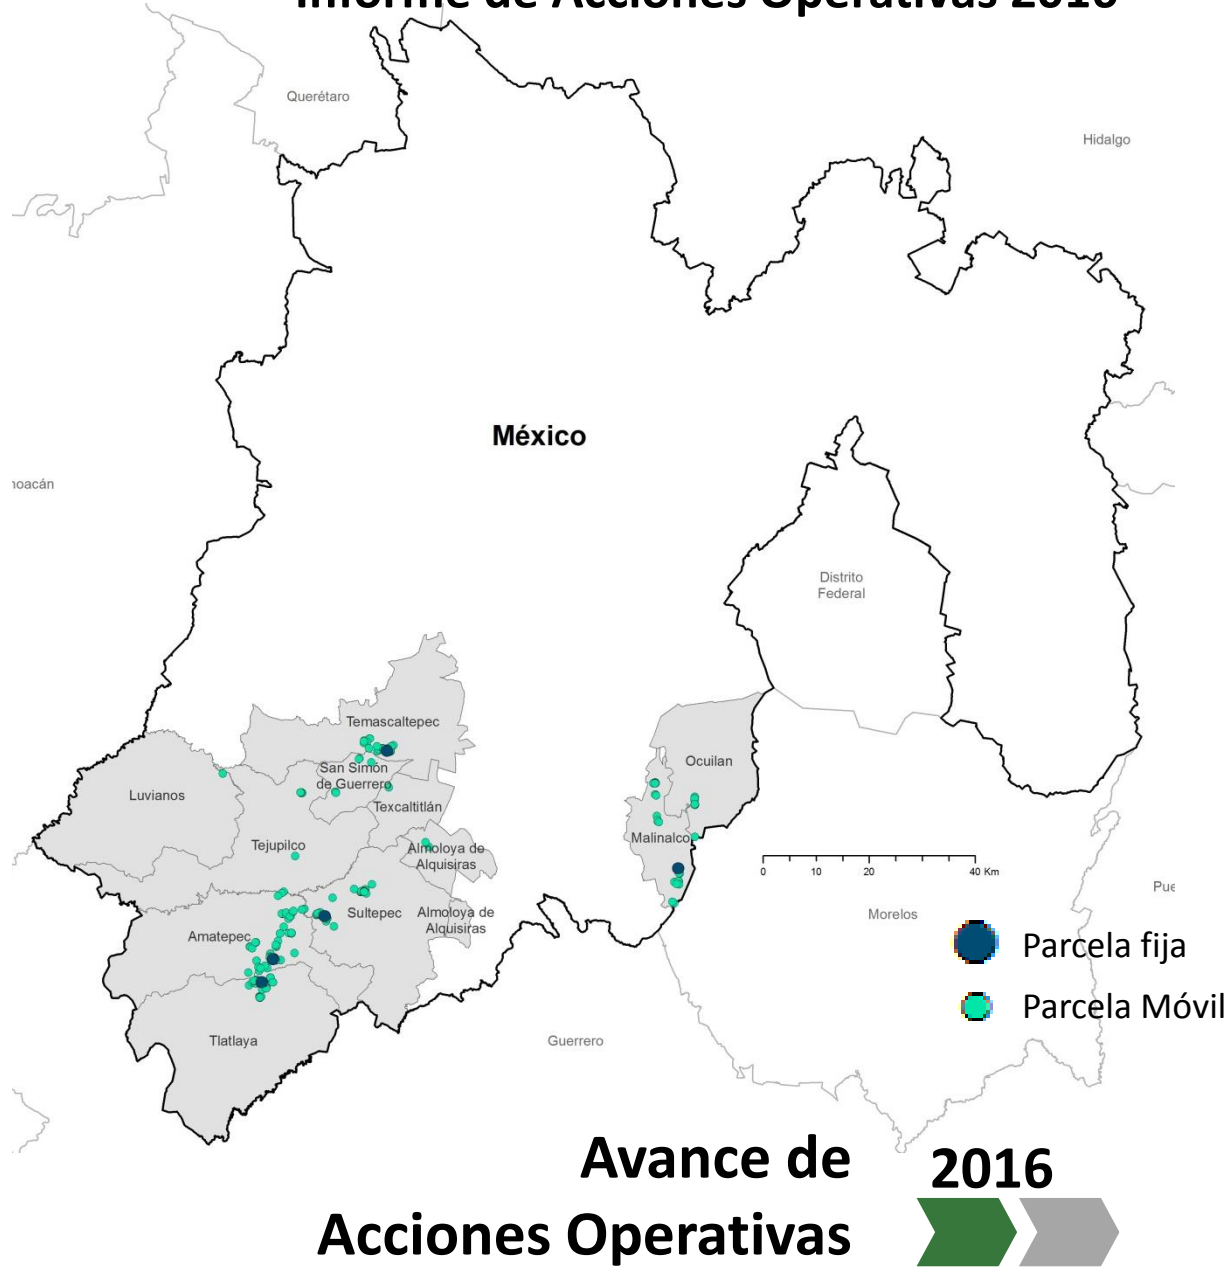 Informe de Acciones Operativas 2016
Querétaro
Hidalgo
México
Distrito
Federal
Temascaltepec
San Simón
de Guerrero
Ocuilan
Luvianos
Texcaltitlán
Malinalco
Tejupilco
Almoloya de
Alquisiras
0 10 20 40 Km
Sultepec
Almoloya de
Alquisiras
Morelos
Amatepec
Parcela fija
Parcela Móvil
Tlatlaya
Guerrero
Avance de
Acciones Operativas
2016